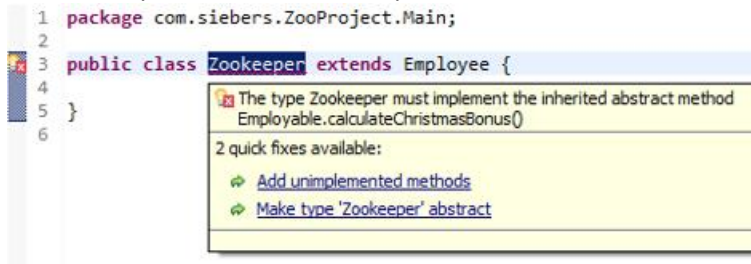 1 package com.siebers.ZooProject.Main;
2
3 public class Zookeeper extends Employee {
4
The type Zookeeper must implement the inherited abstract method
5 }
Employable.calculateChristmasBonus()
6
2 quick fixes available:
Add unimplemented methods
Make type 'Zookeeper' abstract